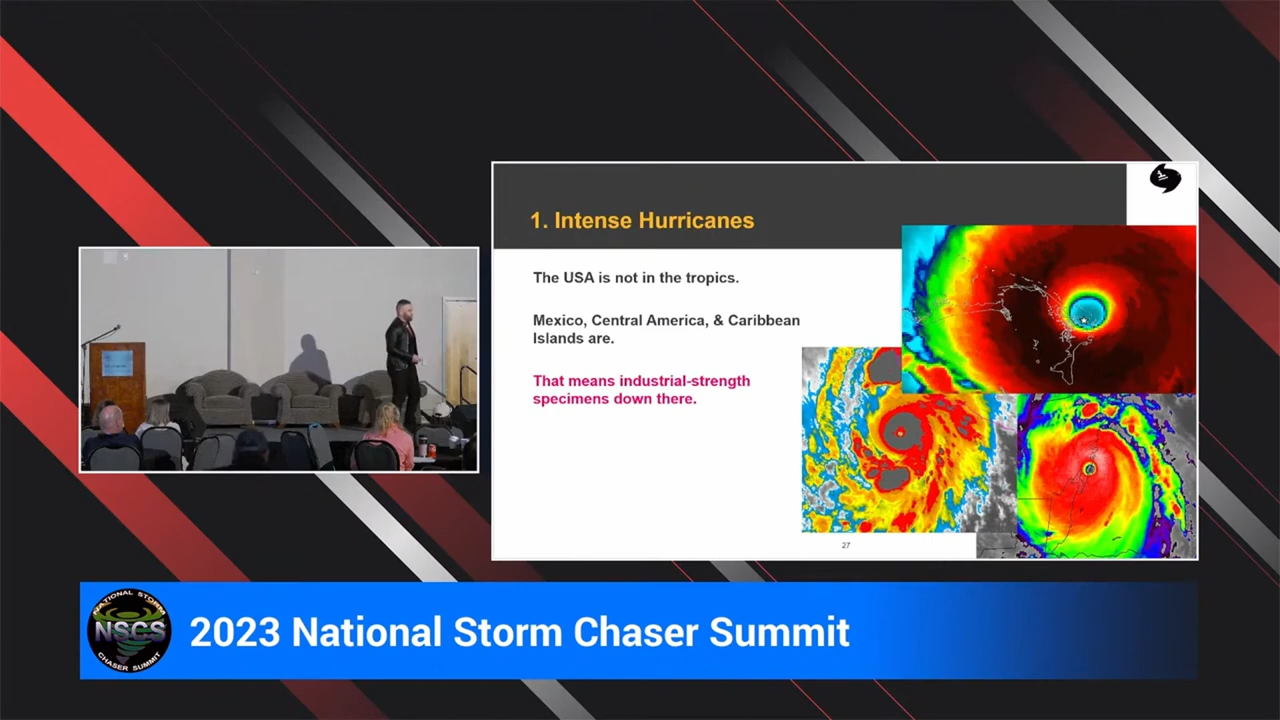 1. Intense Hurricanes
The USA is not in the tropics.
Mexico, Central America, & Caribbean
Islands are.
That means industrial-strength
specimens down there.
27
NATIONAL STORM
NSCS
CHASER SUMMIT
2023 National Storm Chaser Summit